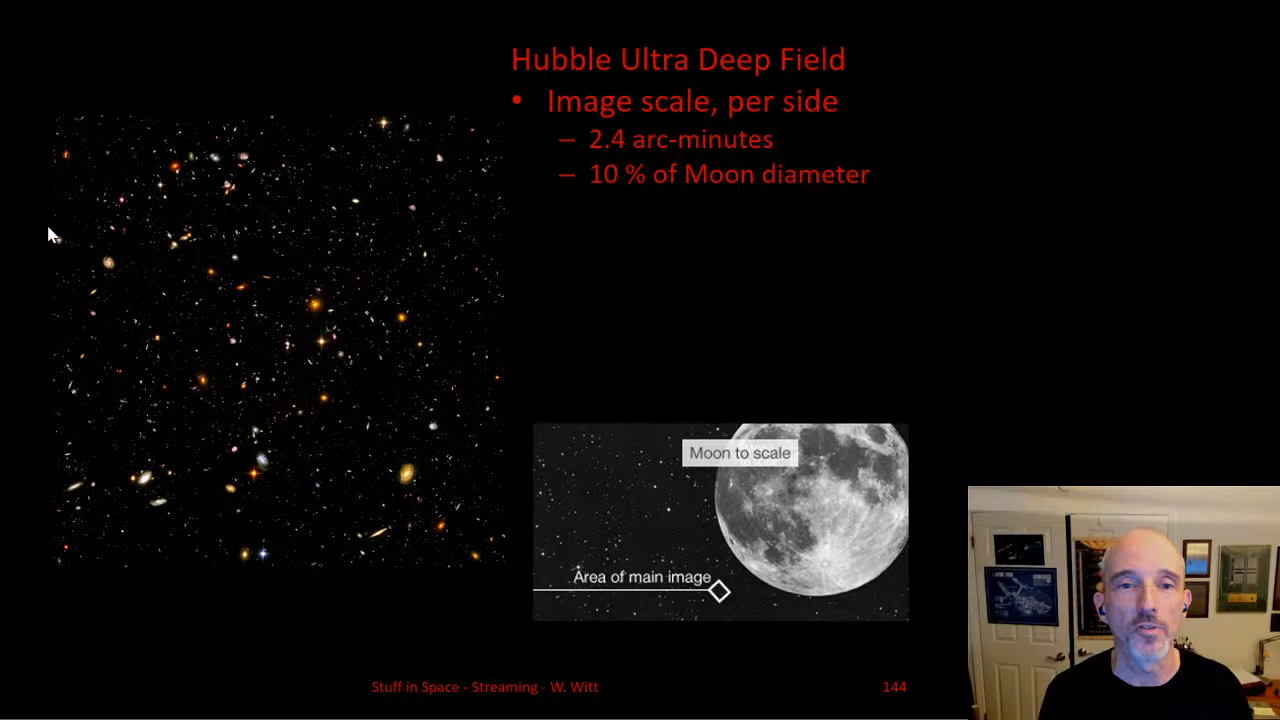 Hubble Ultra Deep Field
• Image scale, per side
– 2.4 arc-minutes
– 10 % of Moon diameter
Moon to scale
Area of main image
Stuff in Space - Streaming - W. Witt
144